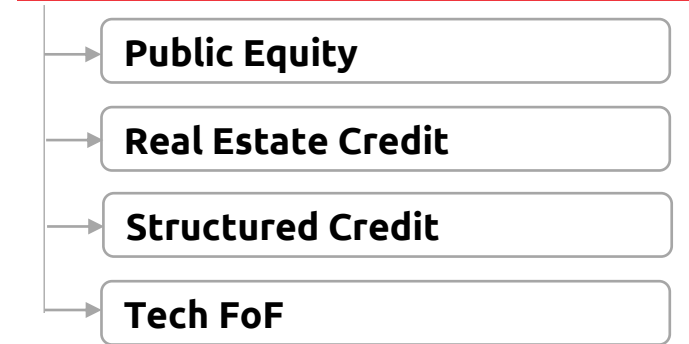 Public Equity
Real Estate Credit
Structured Credit
Tech FoF